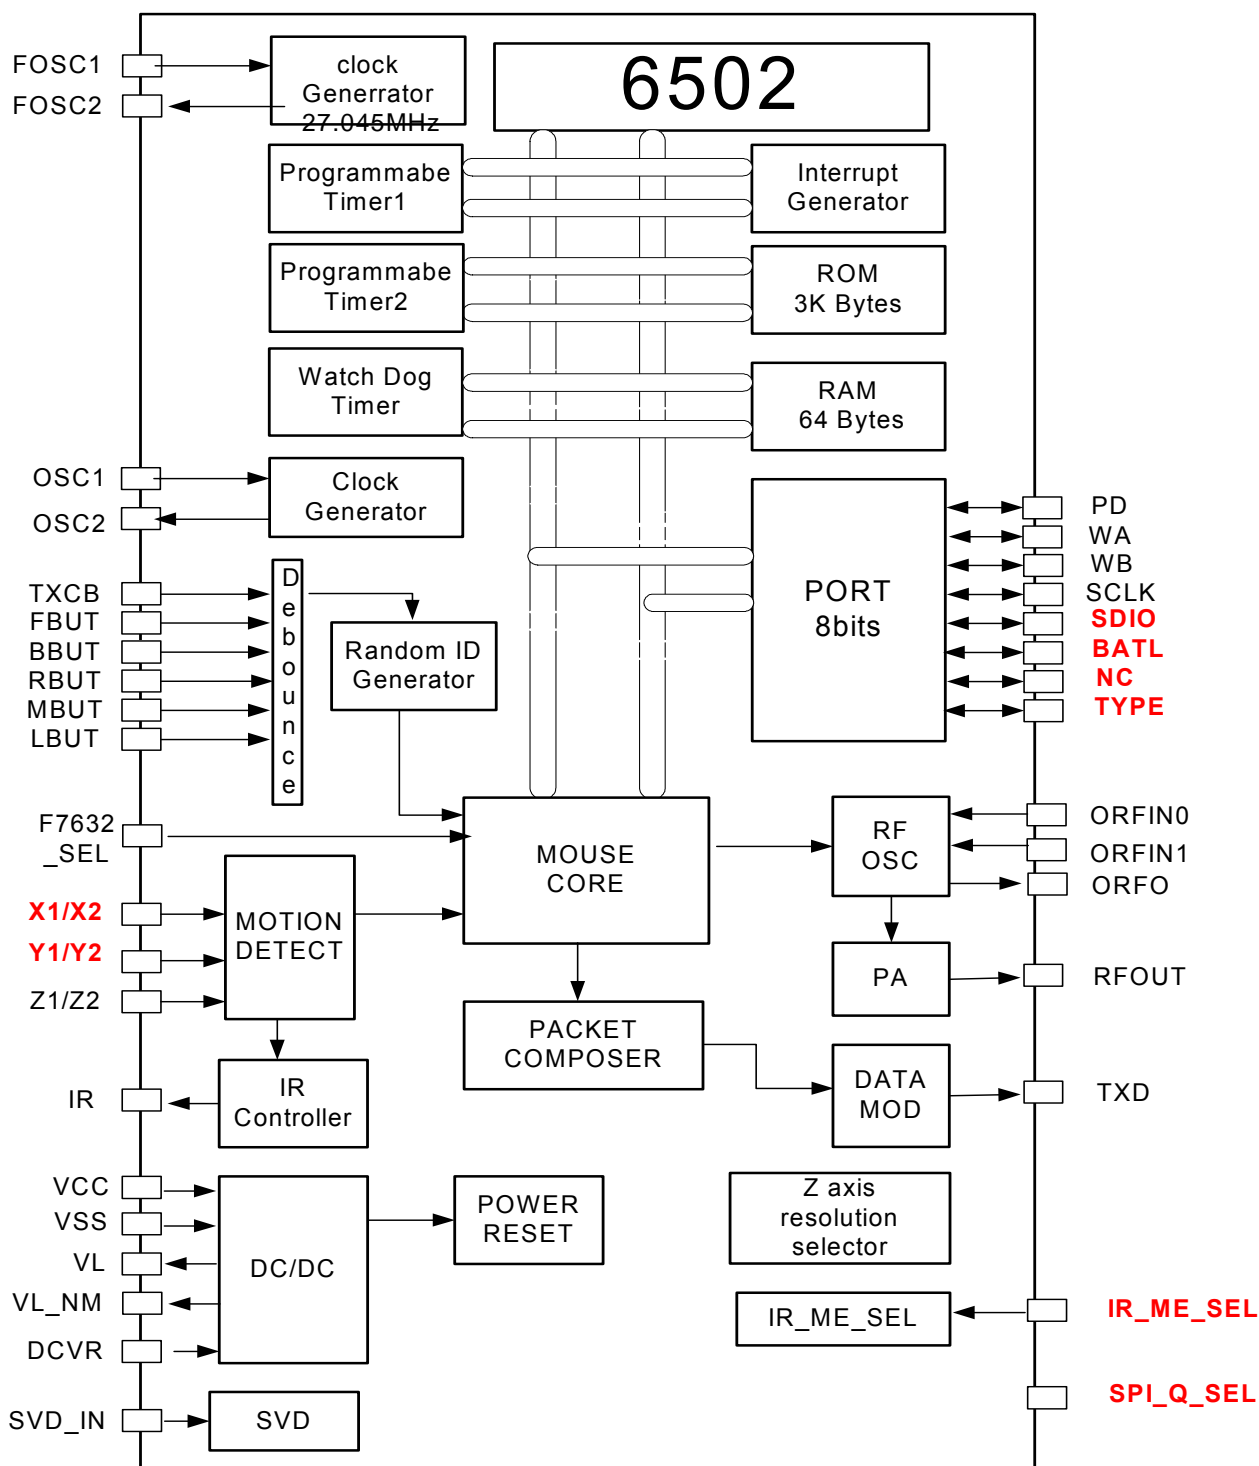 FOSC1
FOSC2
clock
Generrator
27.045MHz
6502
Programmabe
Timer1
Interrupt
Generator
Programmabe
Timer2
ROM
3K Bytes
Watch Dog
Timer
RAM
64 Bytes
OSC1
OSC2
Clock
Generator
TXCB
FBUT
BBUT
RBUT
MBUT
LBUT
D
e
b
o
u
n
c
e
Random ID
Generator
PORT
8bits
PD
WA
WB
SCLK
SDIO
BATL
NC
TYPE
F7632
_SEL
MOUSE
CORE
RF
OSC
ORFIN0
ORFIN1
ORFO
X1/X2
Y1/Y2
Z1/Z2
MOTION
DETECT
PA
RFOUT
PACKET
COMPOSER
DATA
MOD
TXD
IR
IR
Controller
VCC
VSS
VL
VL_NM
DCVR
DC/DC
POWER
RESET
Z axis
resolution
selector
IR_ME_SEL
IR_ME_SEL
SPI_Q_SEL
SVD_IN
SVD